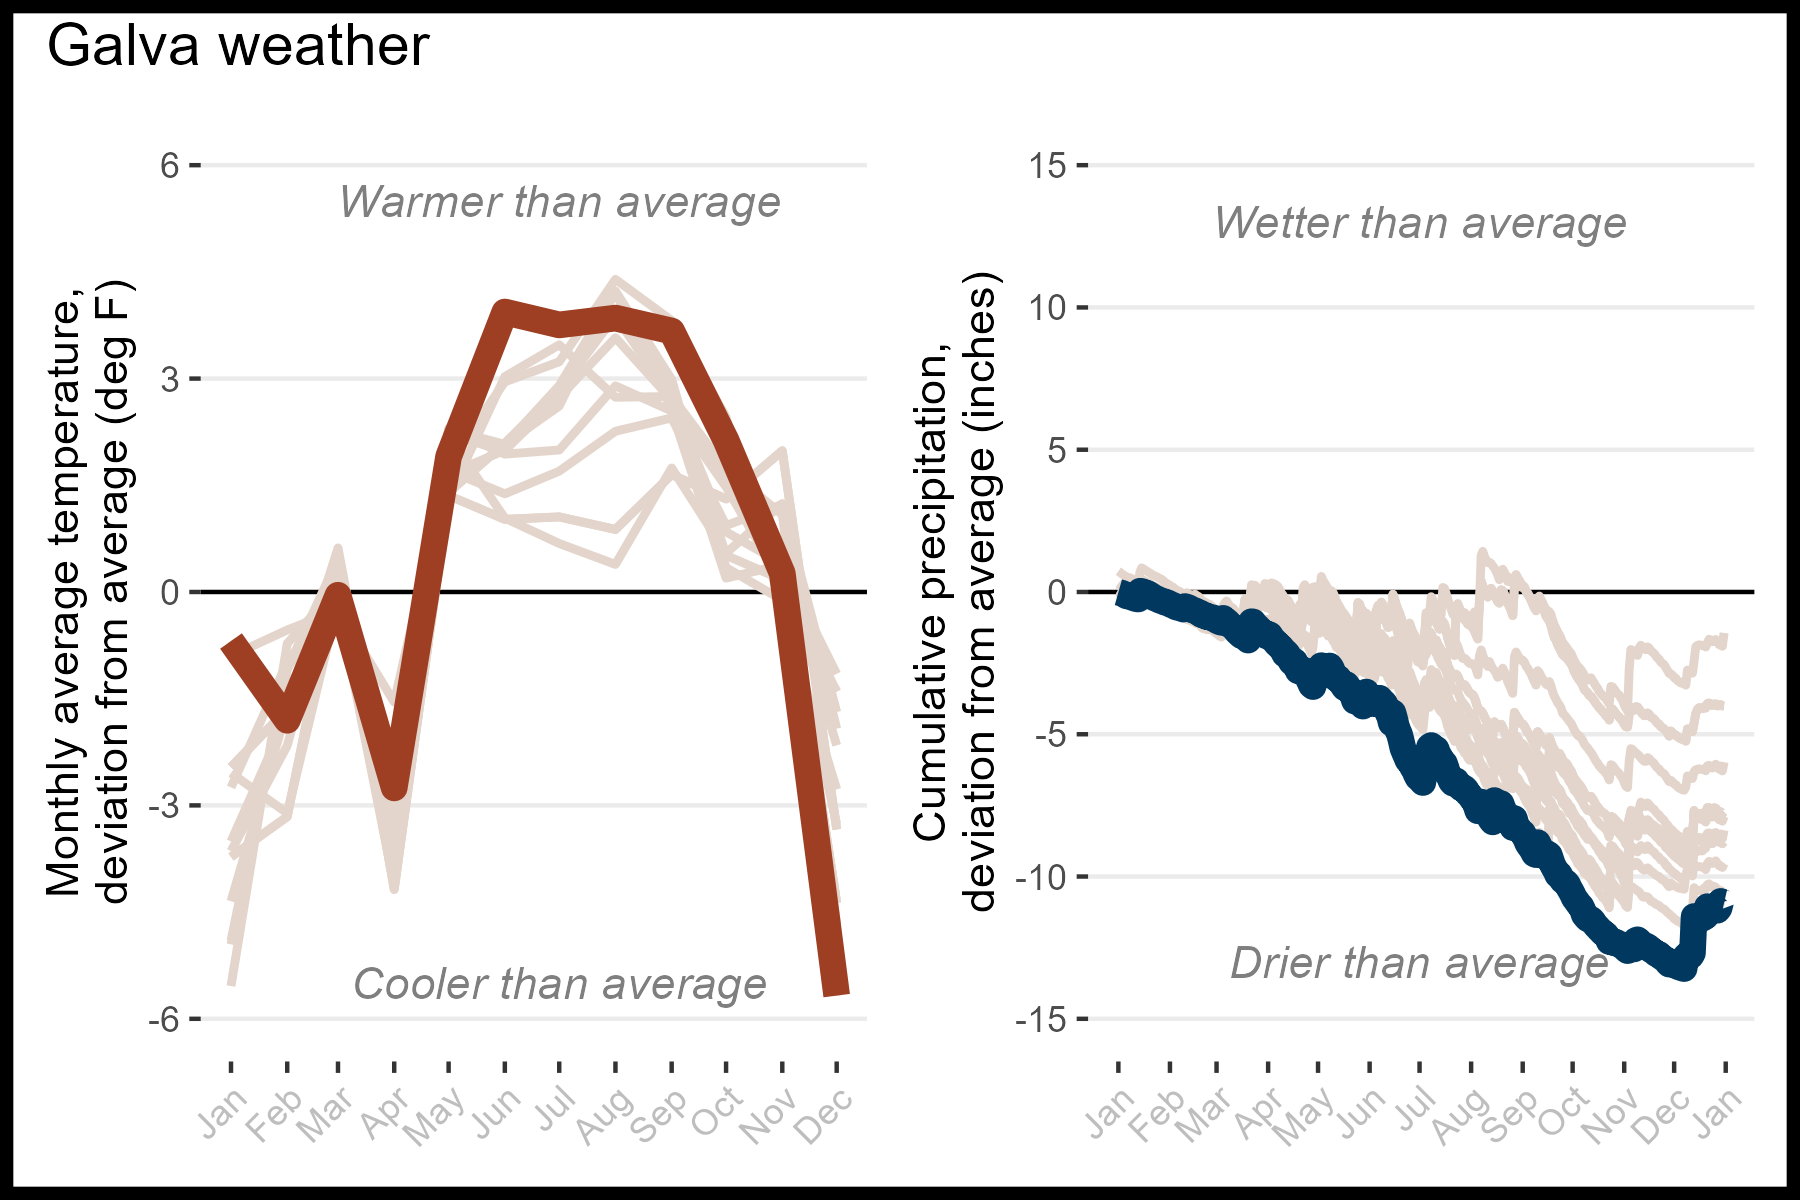 Galva weather
Monthly average temperature,
deviation from average (deg F)
6
3
0
-3
-6
Warmer than average
Cooler than average
Jan
Feb
Mar
Apr
May
Jun
Jul
Aug
Sep
Oct
Nov
Dec
Cumulative precipitation,
deviation from average (inches)
15
10
5
0
-5
-10
-15
Wetter than average
Drier than average
Jan
Feb
Mar
Apr
May
Jun
Jul
Aug
Sep
Oct
Nov
Dec
Jan